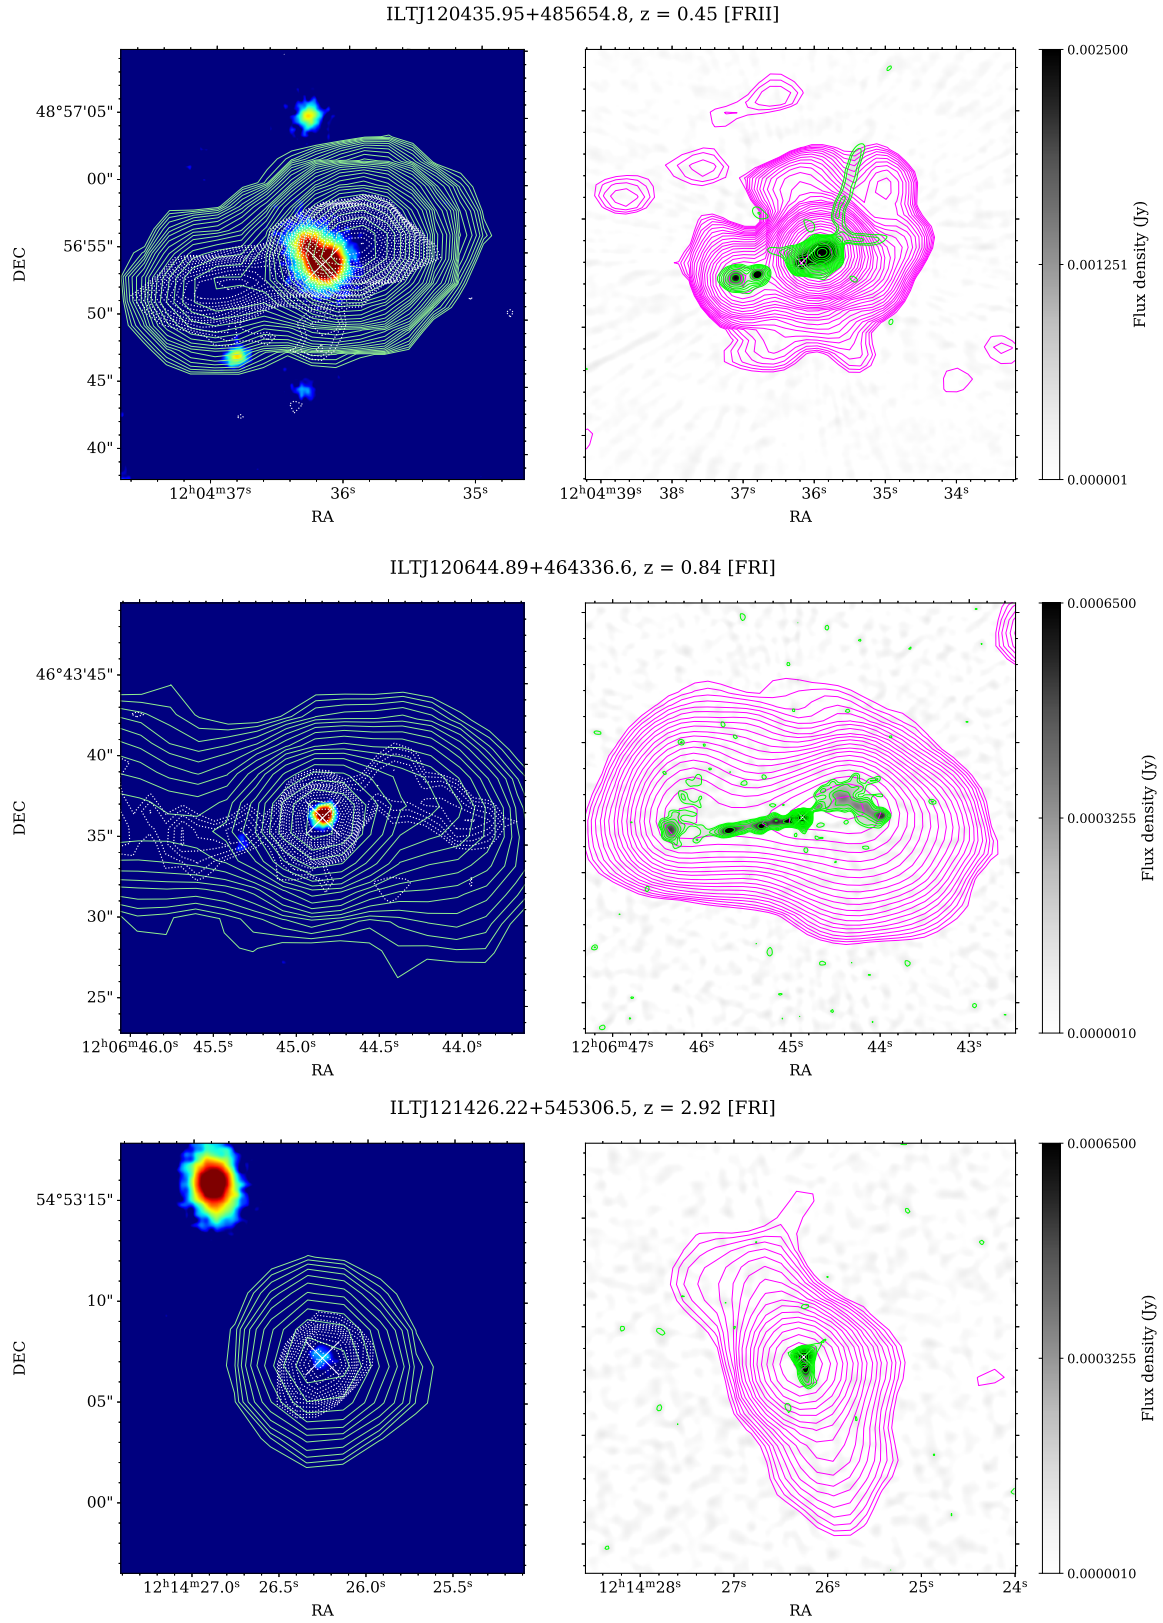 ILTJ120435.95+485654.8, z = 0.45 [FRII]
48°57'05"
00"
56'55"
50"
45"
40"
DEC
12ʰ04ᵐ37ˢ 36ˢ 35ˢ
RA
12ʰ04ᵐ39ˢ 38ˢ 37ˢ 36ˢ 35ˢ 34ˢ
RA
0.002500
0.001251
0.000001
Flux density (Jy)
ILTJ120644.89+464336.6, z = 0.84 [FRI]
46°43'45"
40"
35"
30"
25"
DEC
12ʰ06ᵐ46.0ˢ 45.5ˢ 45.0ˢ 44.5ˢ 44.0ˢ
RA
12ʰ06ᵐ47ˢ 46ˢ 45ˢ 44ˢ 43ˢ
RA
0.0006500
0.0003255
0.0000010
Flux density (Jy)
ILTJ121426.22+545306.5, z = 2.92 [FRI]
54°53'15"
10"
05"
00"
DEC
12ʰ14ᵐ27.0ˢ 26.5ˢ 26.0ˢ 25.5ˢ
RA
12ʰ14ᵐ28ˢ 27ˢ 26ˢ 25ˢ 24ˢ
RA
0.0006500
0.0003255
0.0000010
Flux density (Jy)